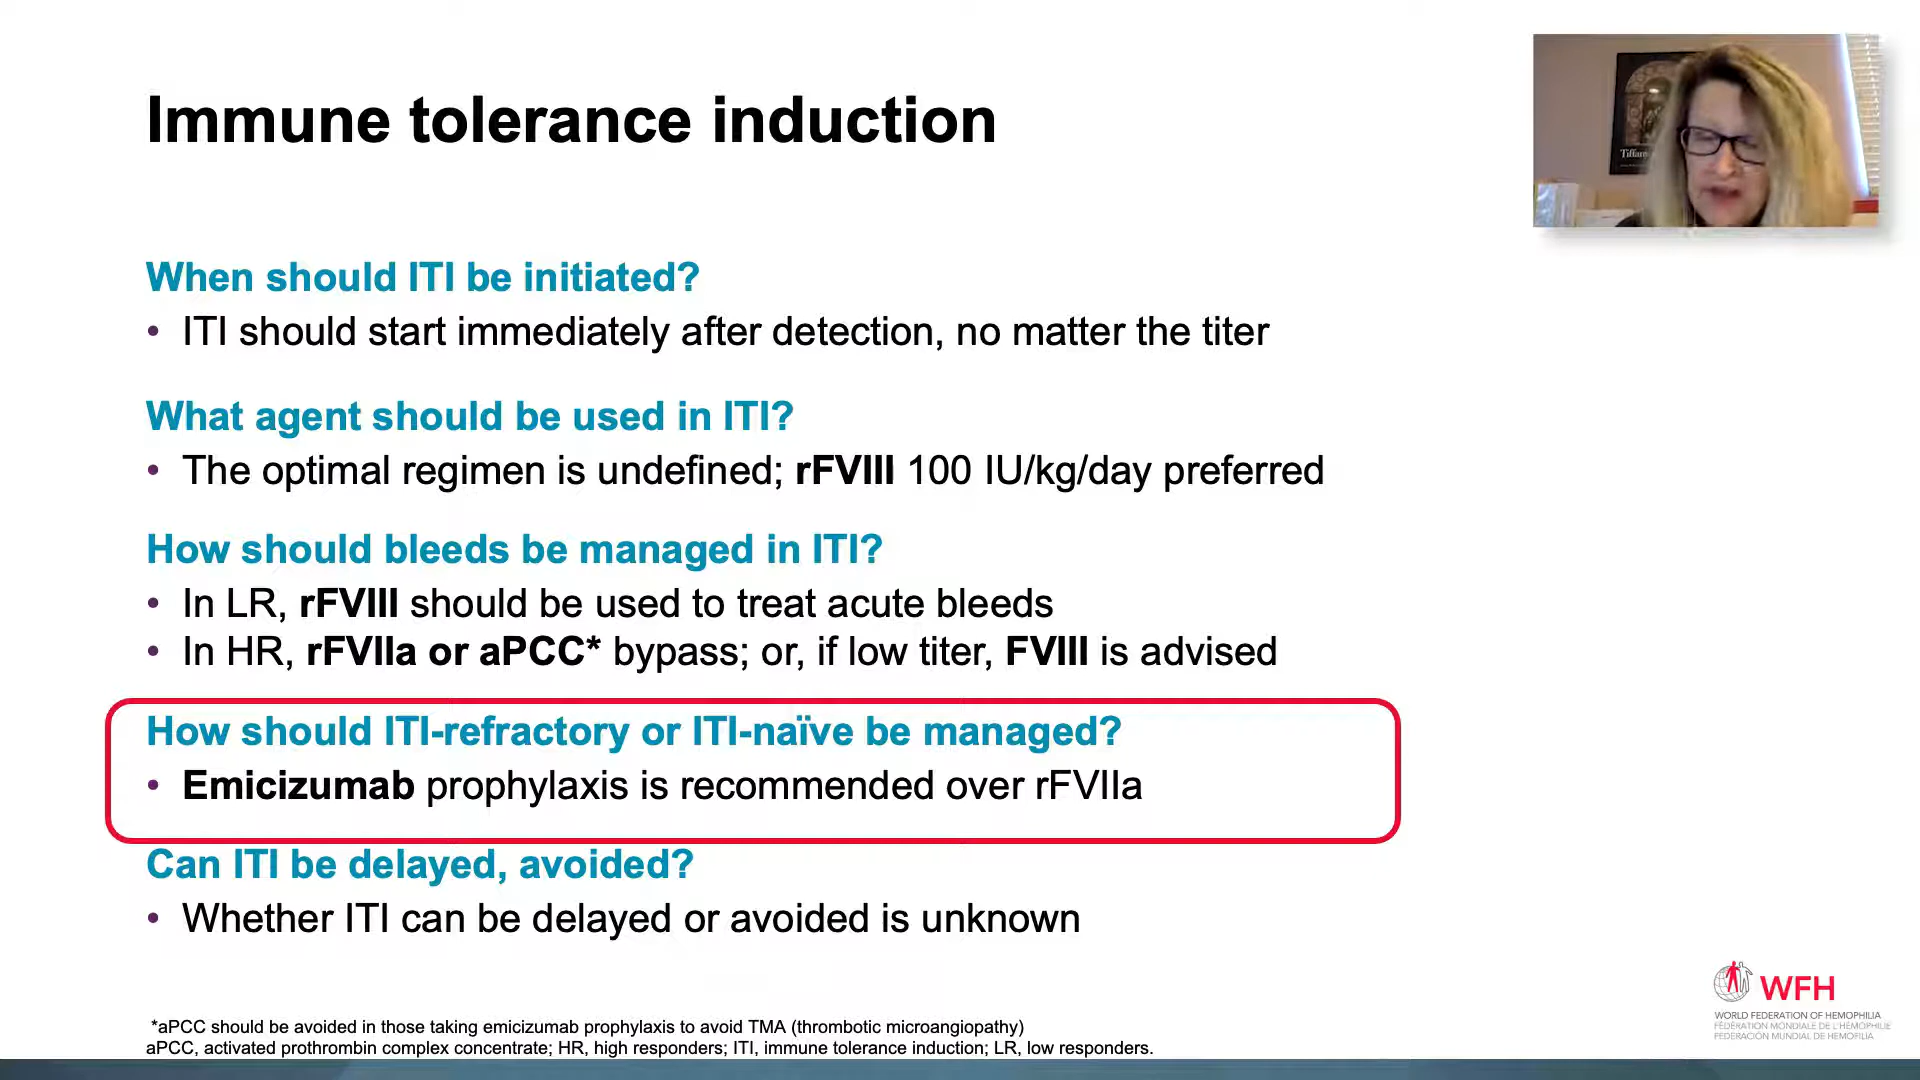 Immune tolerance induction
Tiffany
When should ITI be initiated?
• ITI should start immediately after detection, no matter the titer
What agent should be used in ITI?
• The optimal regimen is undefined; rFVIII 100 IU/kg/day preferred
How should bleeds be managed in ITI?
• In LR, rFVIII should be used to treat acute bleeds
• In HR, rFVIIa or aPCC* bypass; or, if low titer, FVIII is advised
How should ITI-refractory or ITI-naïve be managed?
• Emicizumab prophylaxis is recommended over rFVIIa
Can ITI be delayed, avoided?
• Whether ITI can be delayed or avoided is unknown
*aPCC should be avoided in those taking emicizumab prophylaxis to avoid TMA (thrombotic microangiopathy)
aPCC, activated prothrombin complex concentrate; HR, high responders; ITI, immune tolerance induction; LR, low responders.
WFH
WORLD FEDERATION OF HEMOPHILIA
FÉDÉRATION MONDIALE DE L'HÉMOPHILIE
FEDERACIÓN MUNDIAL DE HEMOFILIA